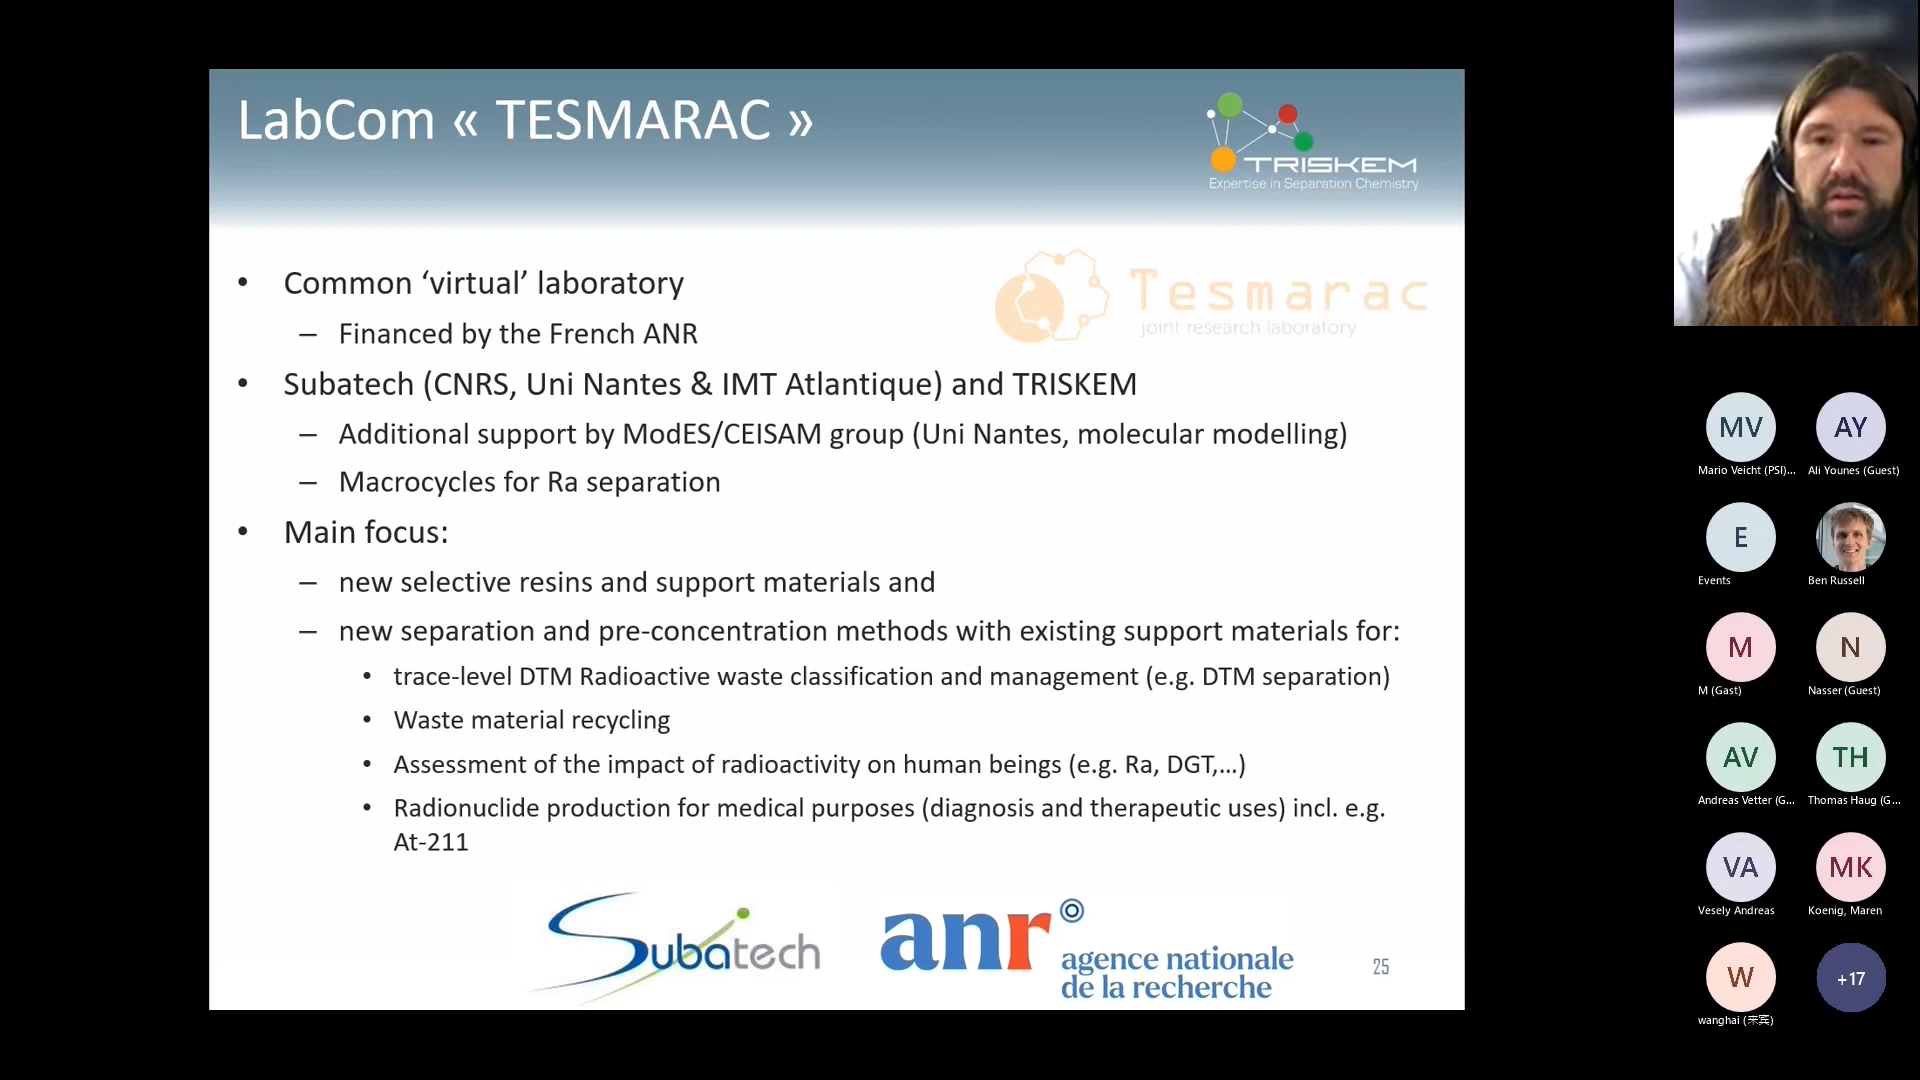 LabCom « TESMARAC »
TRISKEM
Expertise in Separation Chemistry
Tesmarac
joint research laboratory
• Common ‘virtual’ laboratory
– Financed by the French ANR
• Subatech (CNRS, Uni Nantes & IMT Atlantique) and TRISKEM
– Additional support by ModES/CEISAM group (Uni Nantes, molecular modelling)
– Macrocycles for Ra separation
• Main focus:
– new selective resins and support materials and
– new separation and pre-concentration methods with existing support materials for:
• trace-level DTM Radioactive waste classification and management (e.g. DTM separation)
• Waste material recycling
• Assessment of the impact of radioactivity on human beings (e.g. Ra, DGT,…)
• Radionuclide production for medical purposes (diagnosis and therapeutic uses) incl. e.g.
At-211
Subatech
anr
agence nationale
de la recherche
25
MV
AY
Mario Veicht (PSI)...
Ali Younes (Guest)
E
Events
Ben Russell
M
N
M (Gast)
Nasser (Guest)
AV
TH
Andreas Vetter (G...
Thomas Haug (G...
VA
MK
Vesely Andreas
Koenig, Maren
W
+17
wanghai (来宾)